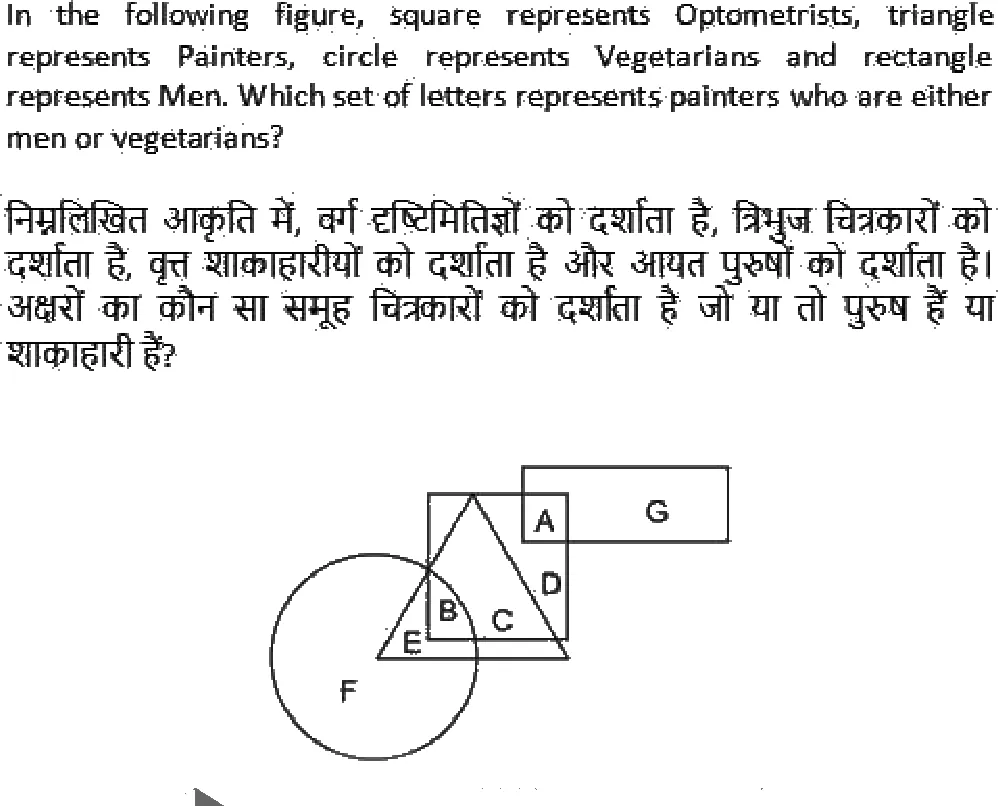 In the following figure, square represents Optometrists, triangle
represents Painters, circle represents Vegetarians and rectangle
represents Men. Which set of letters represents painters who are either
men or vegetarians?
निम्नलिखित आकृति में, वर्ग दृष्टिमितिज्ञों को दर्शाता है, त्रिभुज चित्रकारों को
दर्शाता है, वृत्त शाकाहारीयों को दर्शाता है और आयत पुरुषों को दर्शाता है।
अक्षरों का कौन सा समूह चित्रकारों को दर्शाता है जो या तो पुरुष हैं या
शाकाहारी हैं?
A
G
D
B
C
E
F